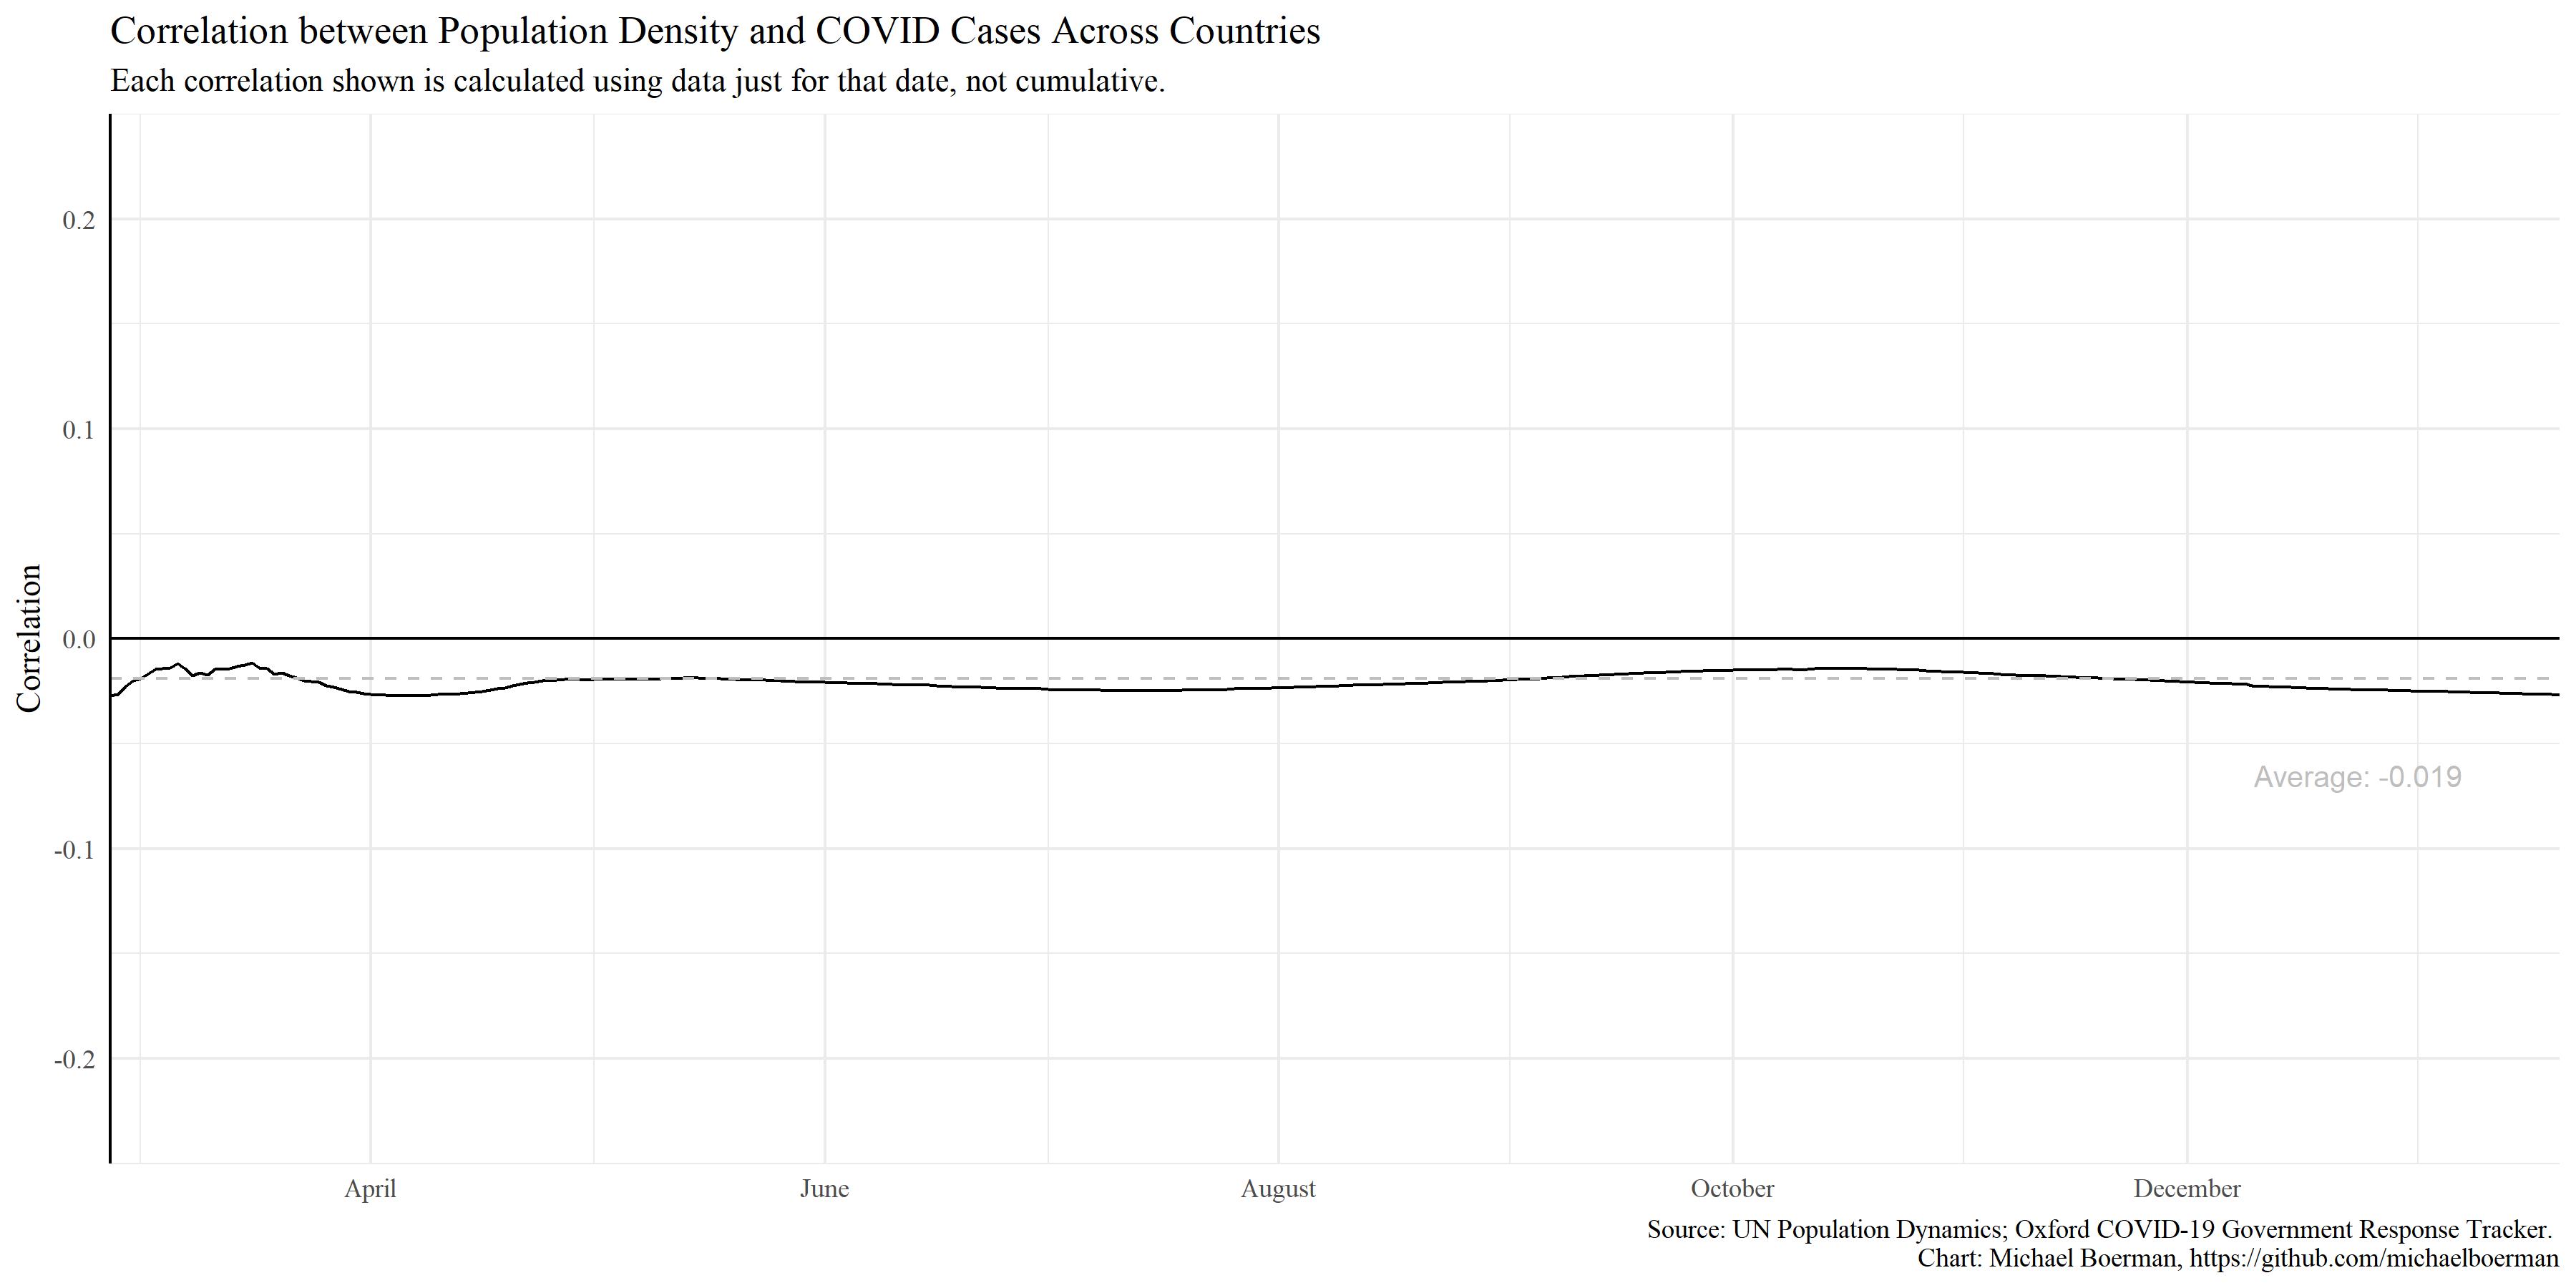 Correlation between Population Density and COVID Cases Across Countries
Each correlation shown is calculated using data just for that date, not cumulative.
Correlation
0.2
0.1
0.0
-0.1
-0.2
Average: -0.019
April June August October December
Source: UN Population Dynamics; Oxford COVID-19 Government Response Tracker.
Chart: Michael Boerman, https://github.com/michaelboerman